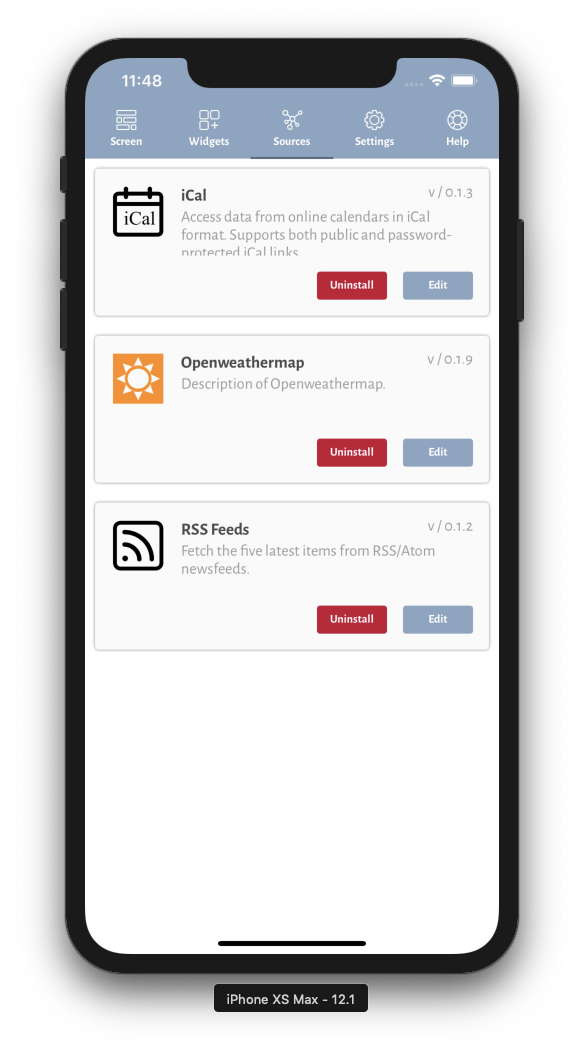 11:48
Screen Widgets Sources Settings Help
iCal v / 0.1.3
iCal
Access data from online calendars in iCal
format. Supports both public and password-
protected iCal links
Uninstall Edit
Openweathermap v / 0.1.9
Description of Openweathermap.
Uninstall Edit
RSS Feeds v / 0.1.2
Fetch the five latest items from RSS/Atom
newsfeeds.
Uninstall Edit
iPhone XS Max - 12.1